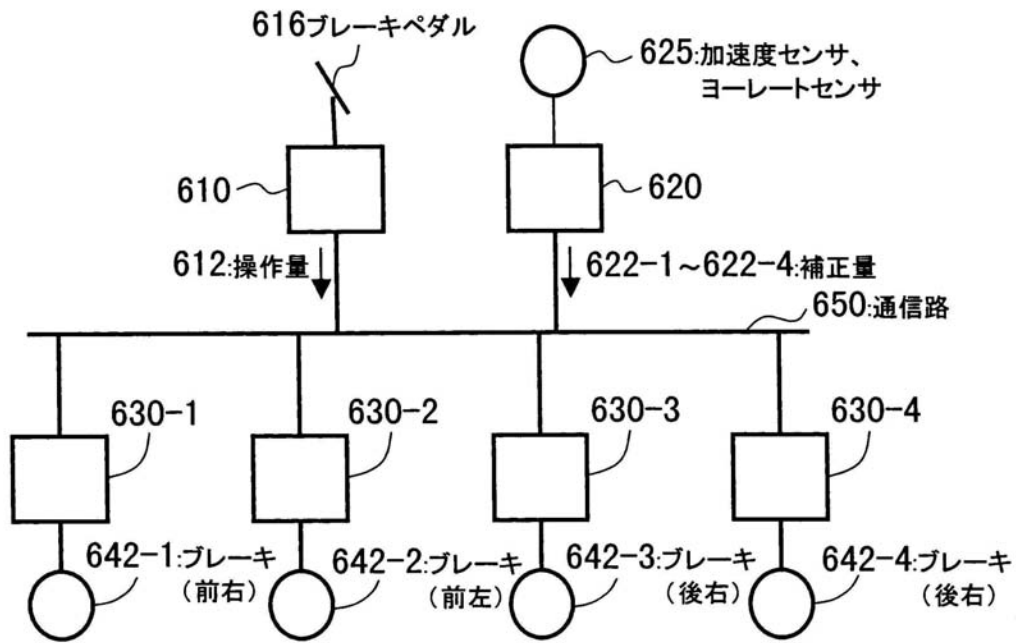 616ブレーキペダル
625:加速度センサ、
ヨーレートセンサ
610
620
612:操作量
622-1～622-4:補正量
650:通信路
630-1
630-2
630-3
630-4
642-1:ブレーキ
(前右)
642-2:ブレーキ
(前左)
642-3:ブレーキ
(後右)
642-4:ブレーキ
(後右)